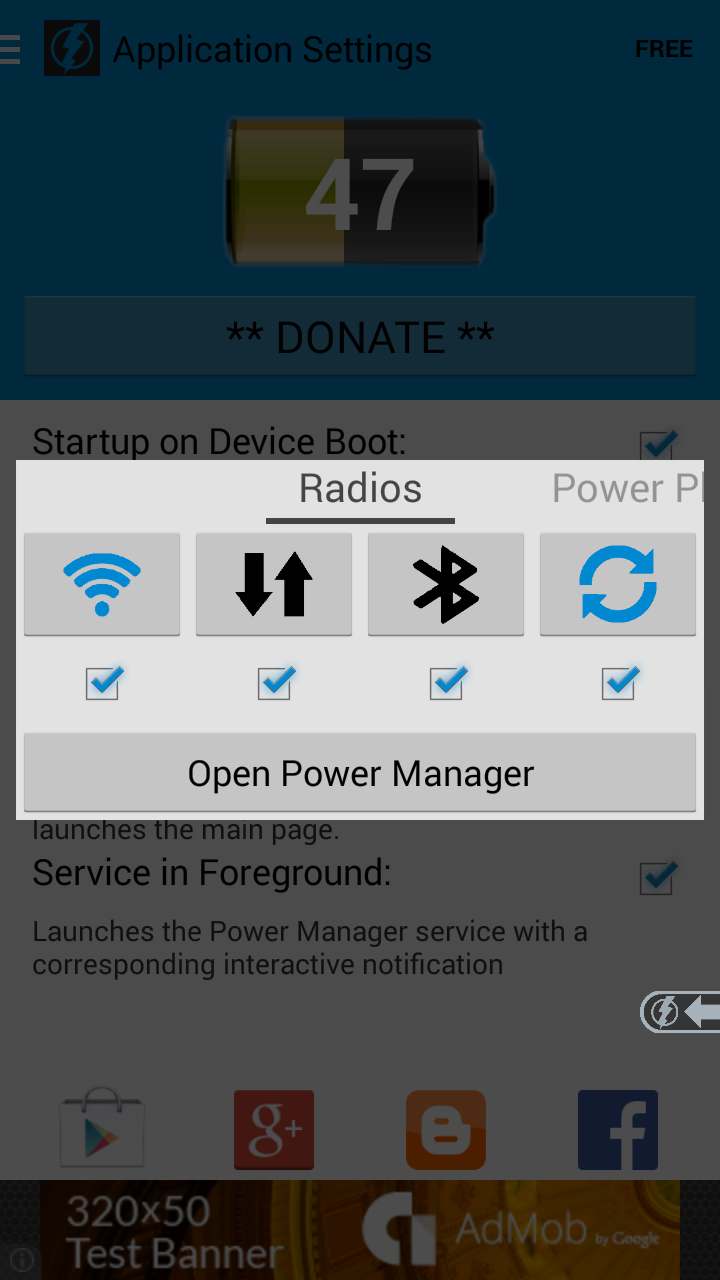 Application Settings
FREE
47
** DONATE **
Startup on Device Boot:
Radios
Power Pl
Open Power Manager
launches the main page.
Service in Foreground:
Launches the Power Manager service with a
corresponding interactive notification
g+
320x50
Test Banner
AdMob by Google